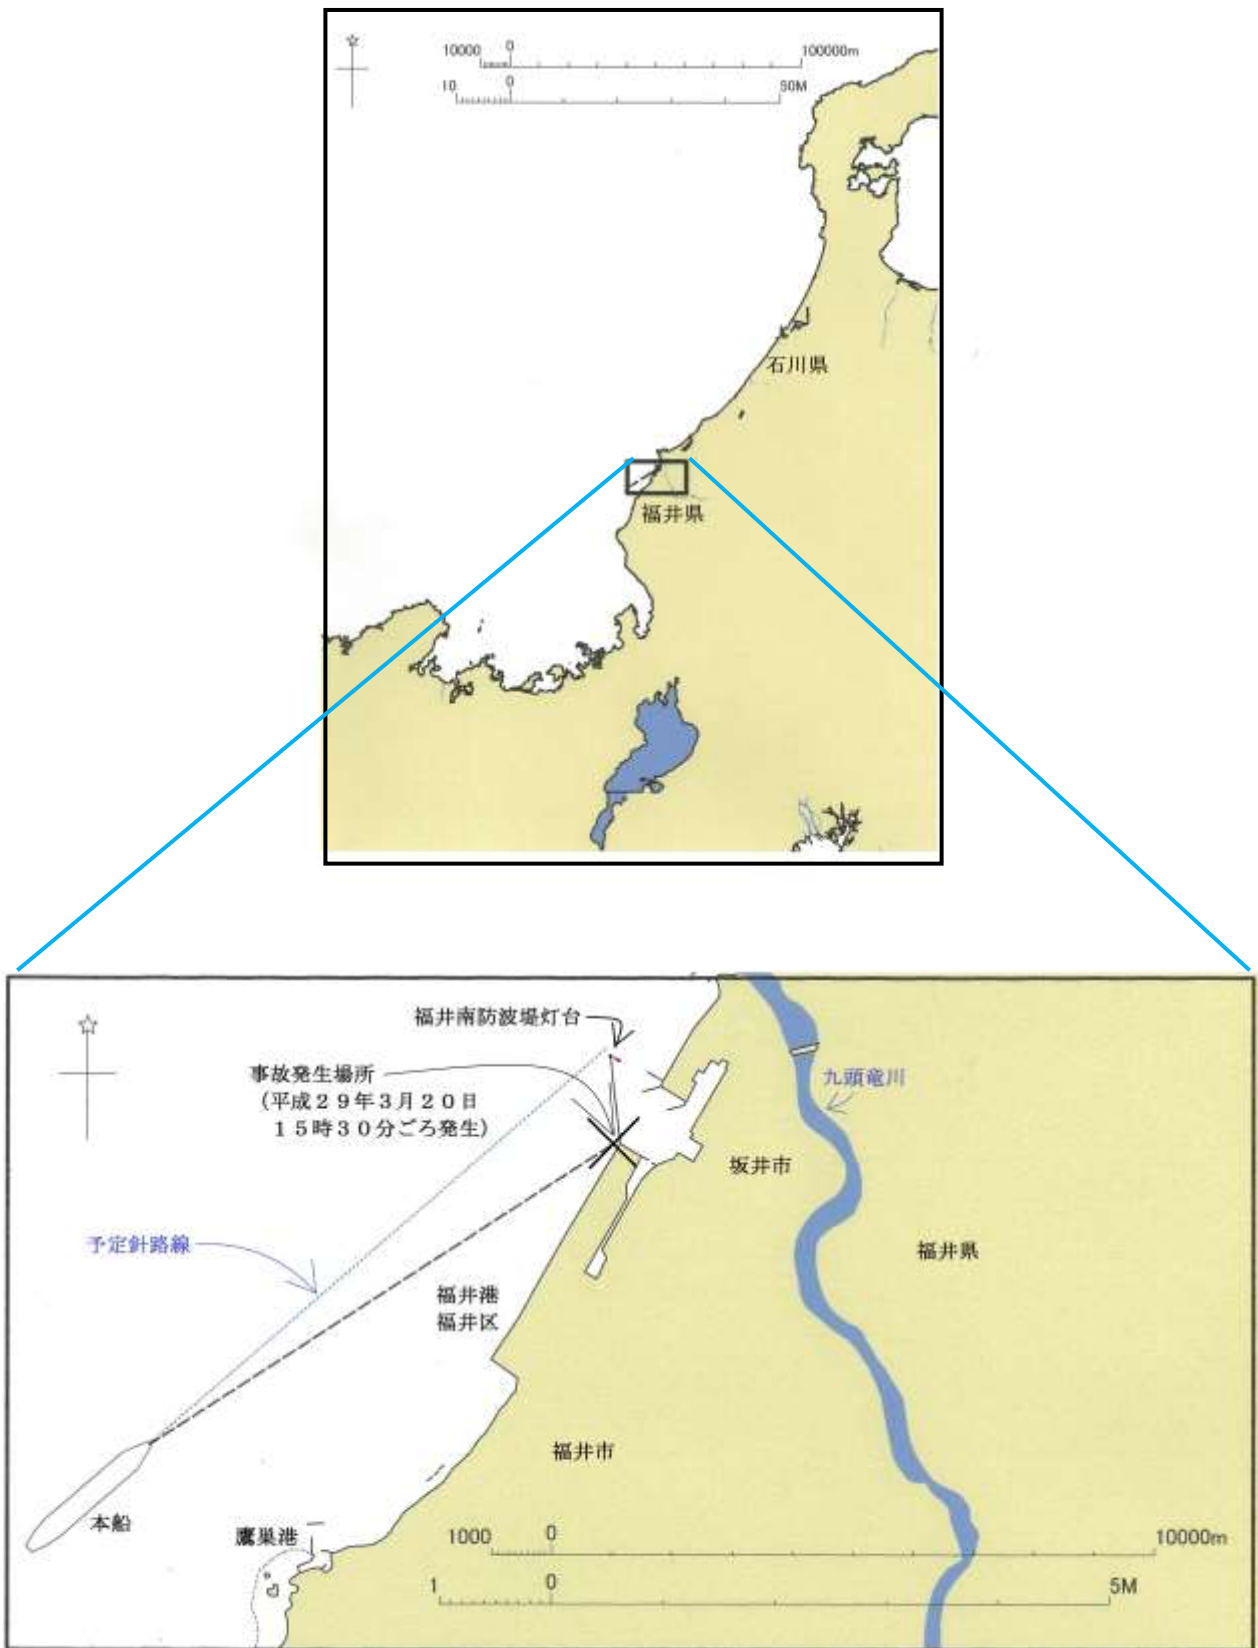 10000 0 100000m
10 0 90M
石川県
福井県
福井南防波堤灯台
事故発生場所
(平成29年3月20日
15時30分ごろ発生)
九頭竜川
坂井市
予定針路線
福井県
福井港
福井区
福井市
本船
鷹巣港
1000 0 10000m
1 0 5M